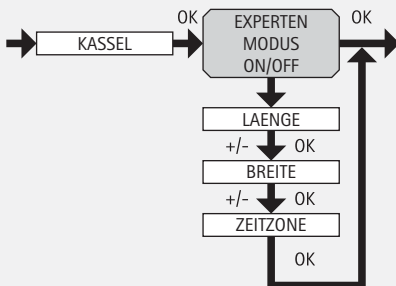 OK
EXPERTEN
MODUS
ON/OFF
OK
KASSEL
LAENGE
+/- OK
BREITE
+/- OK
ZEITZONE
OK